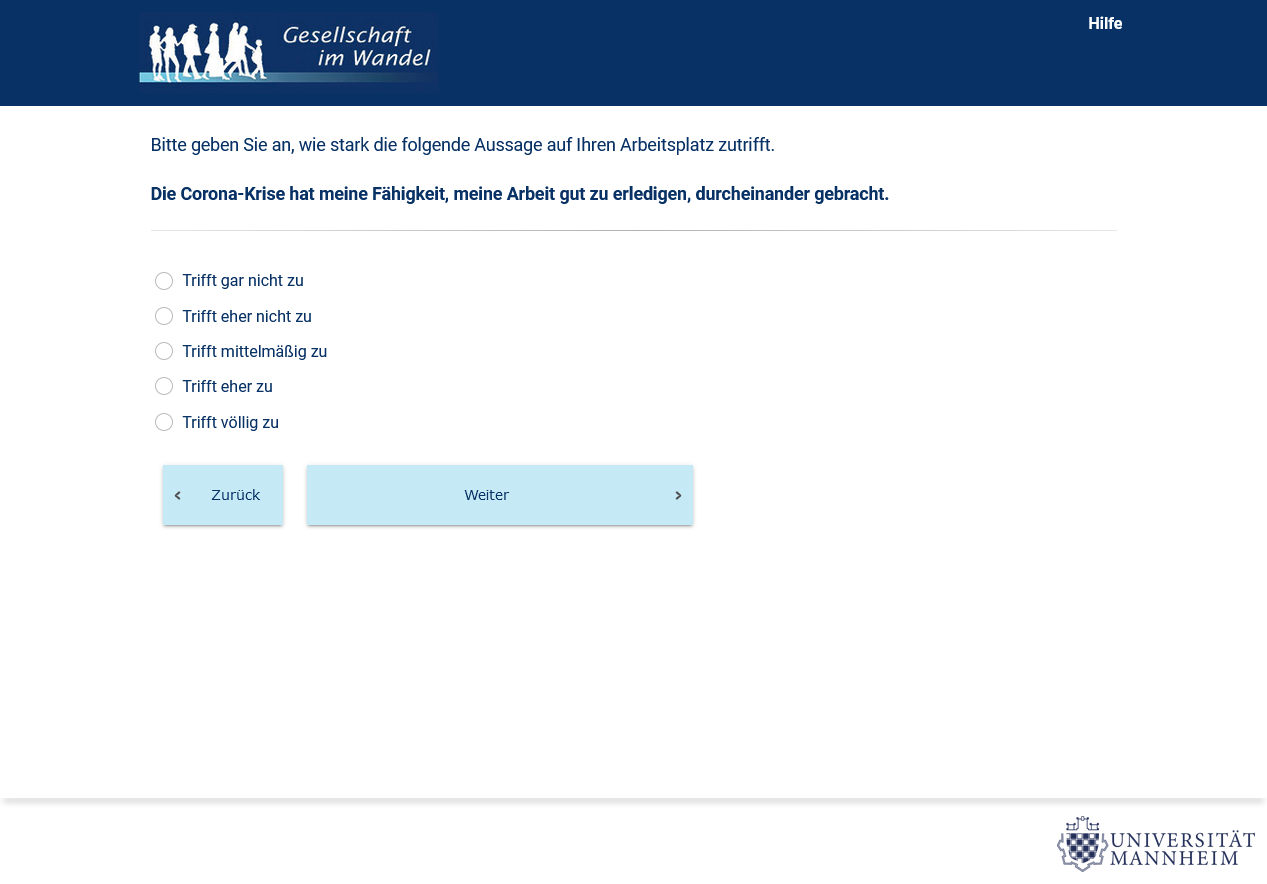 Gesellschaft
im Wandel
Hilfe
Bitte geben Sie an, wie stark die folgende Aussage auf Ihren Arbeitsplatz zutrifft.
Die Corona-Krise hat meine Fähigkeit, meine Arbeit gut zu erledigen, durcheinander gebracht.
Trifft gar nicht zu
Trifft eher nicht zu
Trifft mittelmäßig zu
Trifft eher zu
Trifft völlig zu
Zurück
Weiter
UNIVERSITÄT
MANNHEIM